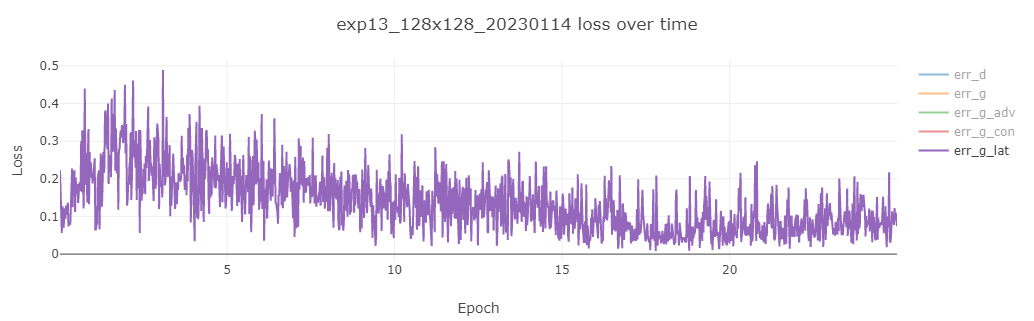 exp13_128x128_20230114 loss over time
0.5
0.4
0.3
0.2
0.1
0
Loss
5
10
15
20
Epoch
err_d
err_g
err_g_adv
err_g_con
err_g_lat